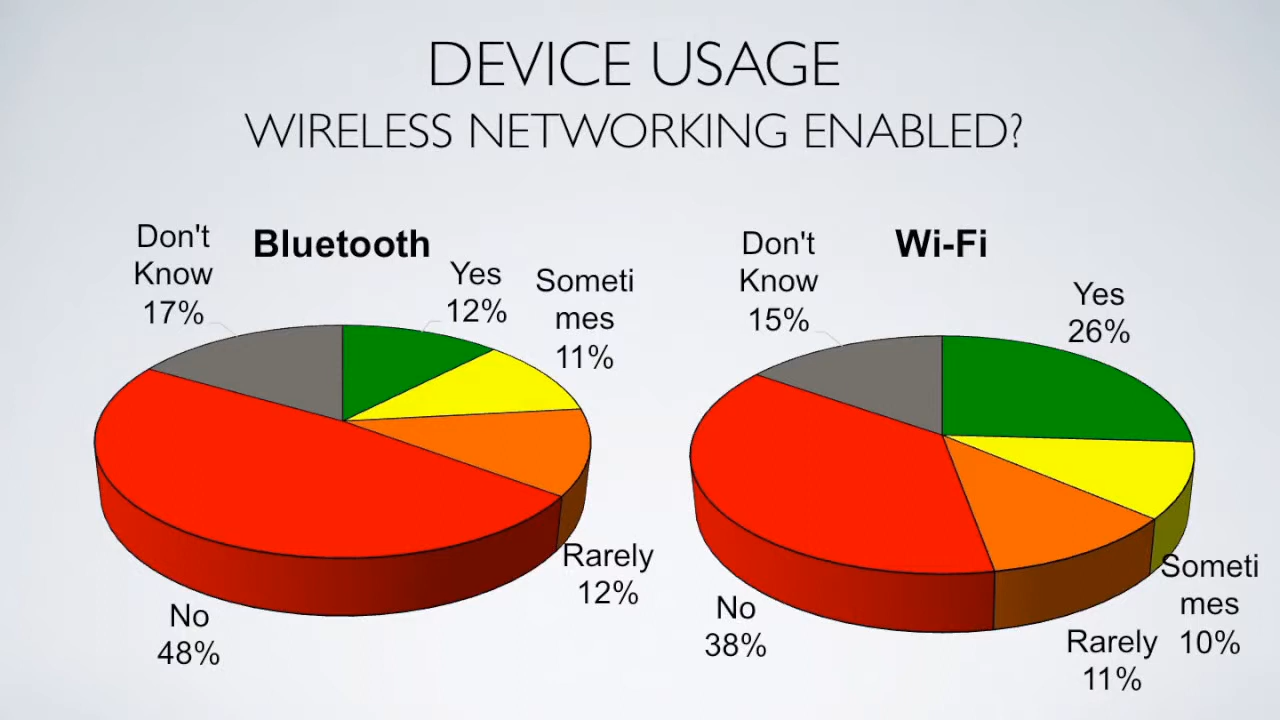 DEVICE USAGE
WIRELESS NETWORKING ENABLED?
Bluetooth
Don't
Know
17%
Yes
12%
Someti
mes
11%
Rarely
12%
No
48%
Wi-Fi
Don't
Know
15%
Yes
26%
Someti
mes
10%
Rarely
11%
No
38%